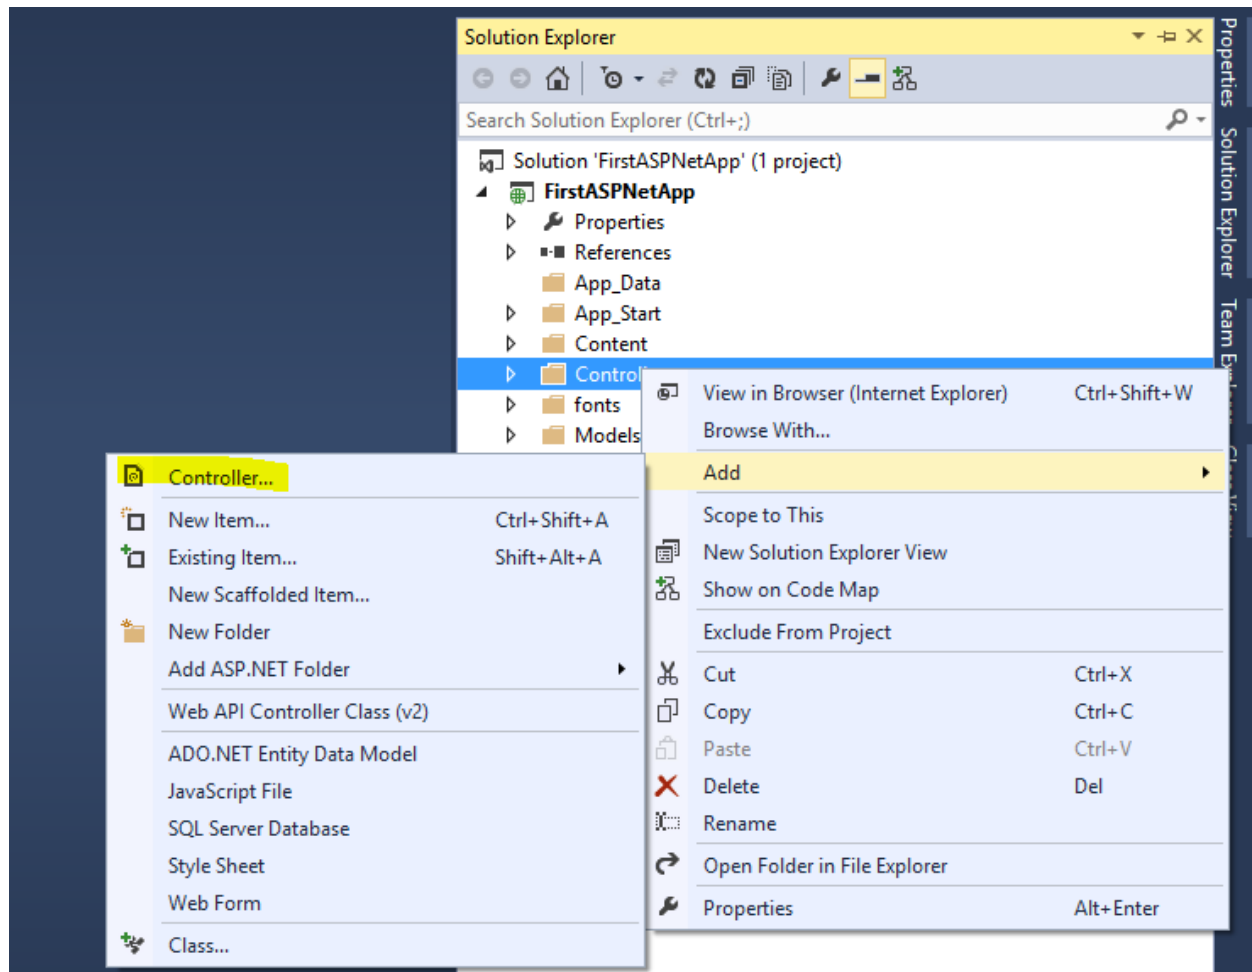 Solution Explorer
Search Solution Explorer (Ctrl+;)
Solution 'FirstASPNetApp' (1 project)
FirstASPNetApp
Properties
References
App_Data
App_Start
Content
Control
fonts
Models
View in Browser (Internet Explorer) Ctrl+Shift+W
Browse With...
Add
Scope to This
New Solution Explorer View
Show on Code Map
Exclude From Project
Cut Ctrl+X
Copy Ctrl+C
Paste Ctrl+V
Delete Del
Rename
Open Folder in File Explorer
Properties Alt+Enter
Controller...
New Item... Ctrl+Shift+A
Existing Item... Shift+Alt+A
New Scaffolded Item...
New Folder
Add ASP.NET Folder
Web API Controller Class (v2)
ADO.NET Entity Data Model
JavaScript File
SQL Server Database
Style Sheet
Web Form
Class...
Properties
Solution Explorer
Team